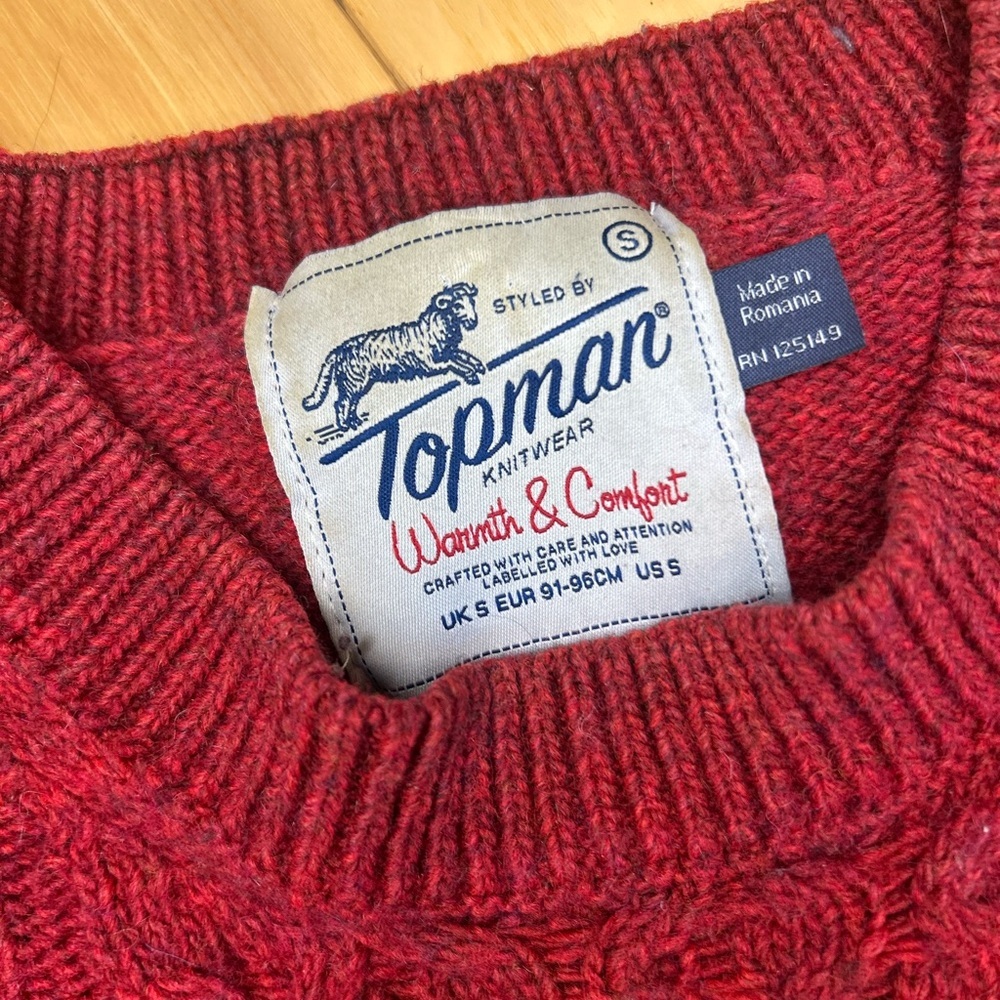 S
STYLED BY
Topman®
KNITWEAR
Warmth & Comfort
CRAFTED WITH CARE AND ATTENTION
LABELLED WITH LOVE
UK S EUR 91-96CM US S
Made in
Romania
RN 125149